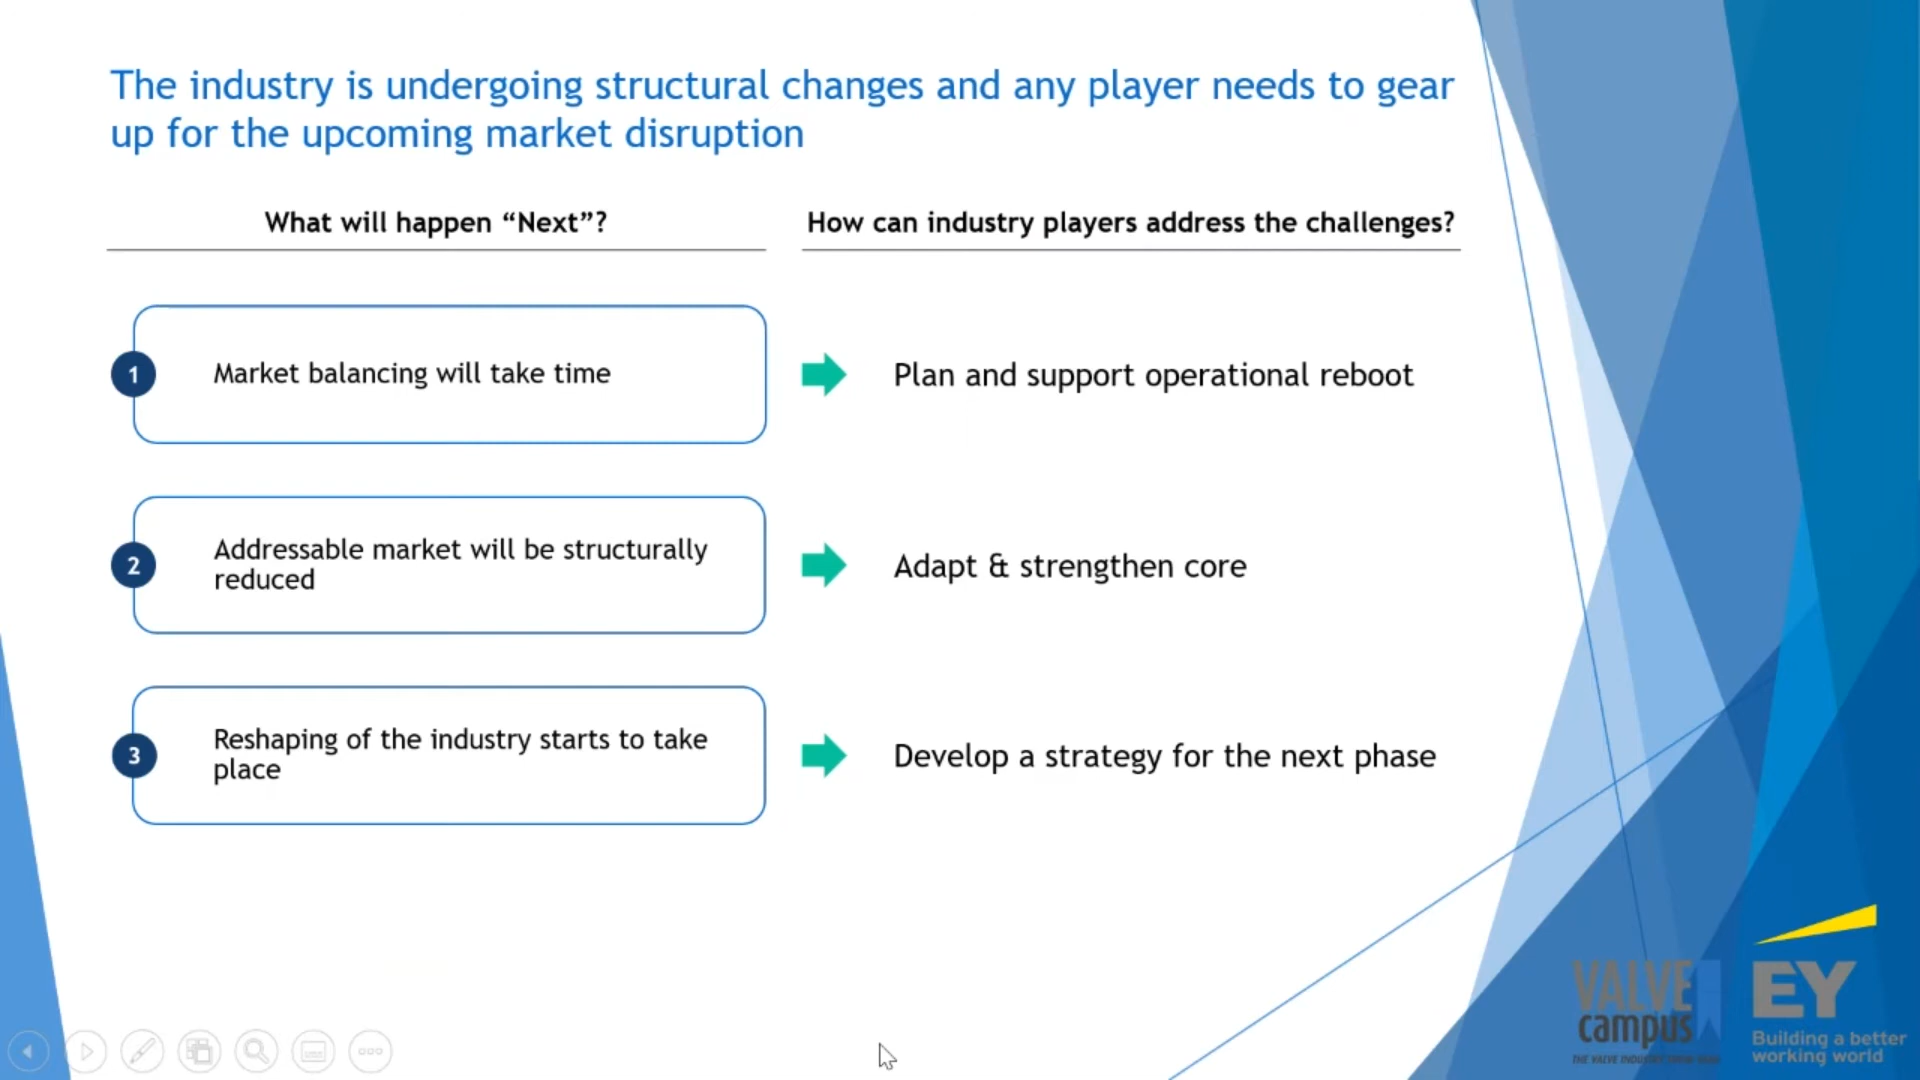 The industry is undergoing structural changes and any player needs to gear
up for the upcoming market disruption
What will happen “Next”?
How can industry players address the challenges?
1
Market balancing will take time
Plan and support operational reboot
2
Addressable market will be structurally
reduced
Adapt & strengthen core
3
Reshaping of the industry starts to take
place
Develop a strategy for the next phase
VALVE
campus
THE VALVE
EY
Building a better
working world